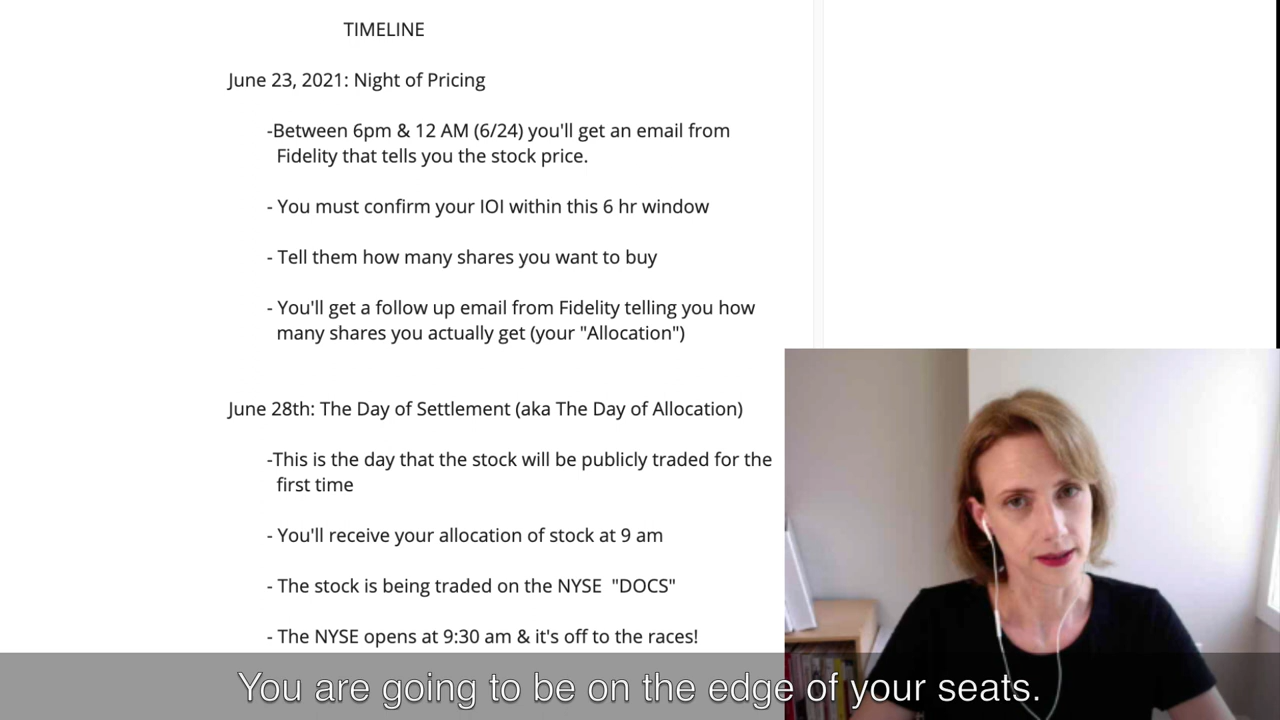 TIMELINE
June 23, 2021: Night of Pricing
-Between 6pm & 12 AM (6/24) you'll get an email from
Fidelity that tells you the stock price.
- You must confirm your IOI within this 6 hr window
- Tell them how many shares you want to buy
- You'll get a follow up email from Fidelity telling you how
many shares you actually get (your "Allocation")
June 28th: The Day of Settlement (aka The Day of Allocation)
-This is the day that the stock will be publicly traded for the
first time
- You'll receive your allocation of stock at 9 am
- The stock is being traded on the NYSE "DOCS"
- The NYSE opens at 9:30 am & it's off to the races!
You are going to be on the edge of your seats.